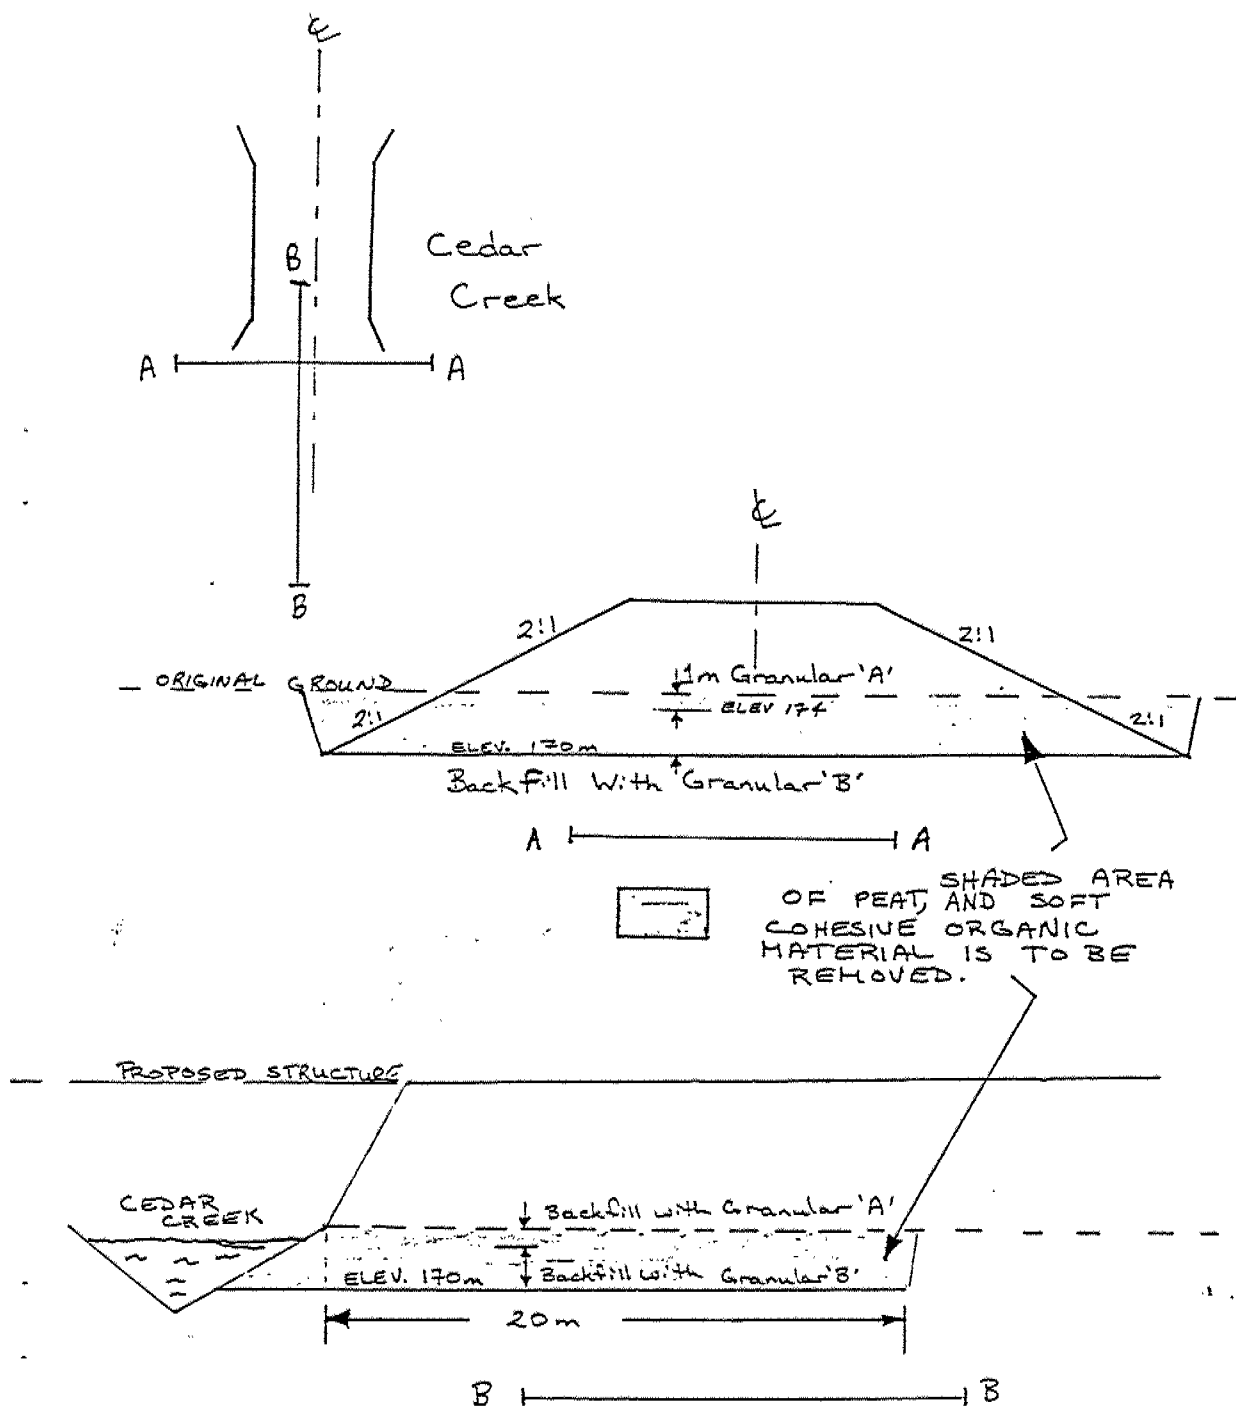 ℄
B
Cedar
Creek
A A
B
℄
2:1 2:1
1m Granular 'A'
ORIGINAL GROUND
ELEV 174
2:1 2:1
ELEV. 170m
Backfill With Granular 'B'
A A
SHADED AREA
OF PEAT, AND SOFT
COHESIVE ORGANIC
MATERIAL IS TO BE
REMOVED.
PROPOSED STRUCTURE
CEDAR
CREEK
Backfill with Granular 'A'
ELEV. 170m Backfill with Granular 'B'
20m
B B